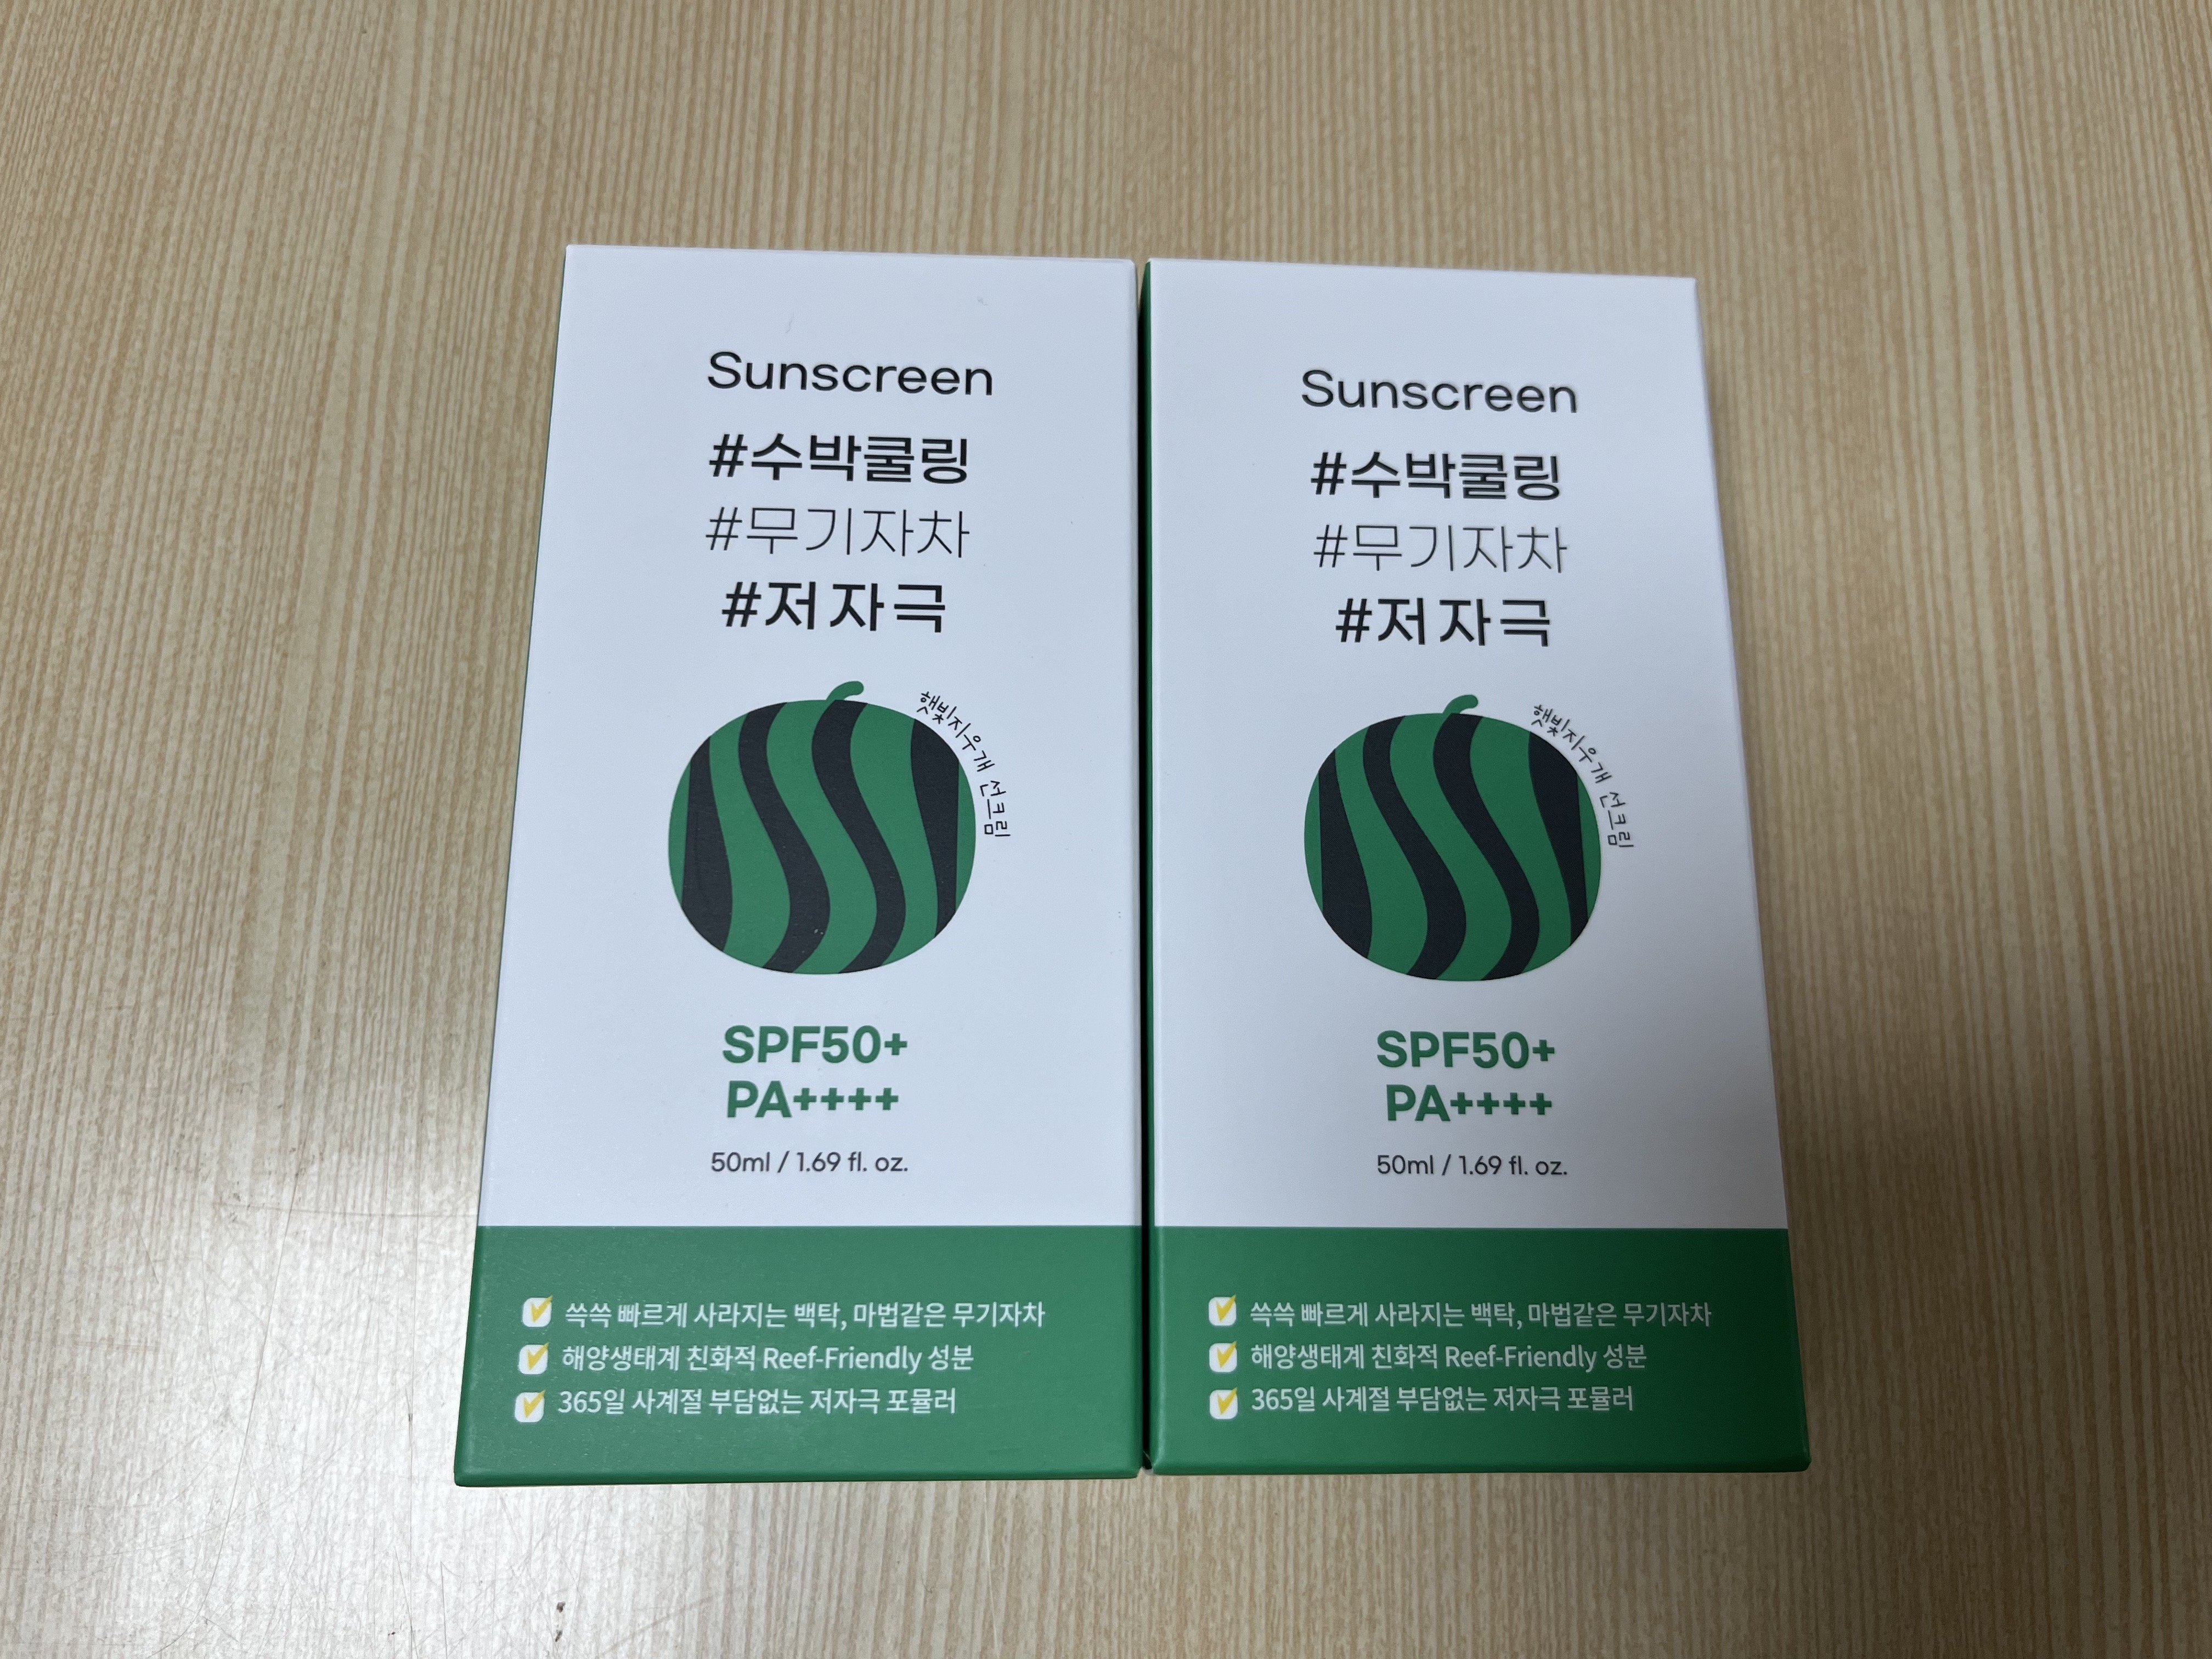 Sunscreen
#수박쿨링
#무기자차
#저자극
햇빛지우개 선크림
SPF50+
PA++++
50ml / 1.69 fl. oz.
쓱쓱 빠르게 사라지는 백탁, 마법같은 무기자차
해양생태계 친화적 Reef-Friendly 성분
365일 사계절 부담없는 저자극 포뮬러
Sunscreen
#수박쿨링
#무기자차
#저자극
햇빛지우개 선크림
SPF50+
PA++++
50ml / 1.69 fl. oz.
쓱쓱 빠르게 사라지는 백탁, 마법같은 무기자차
해양생태계 친화적 Reef-Friendly 성분
365일 사계절 부담없는 저자극 포뮬러